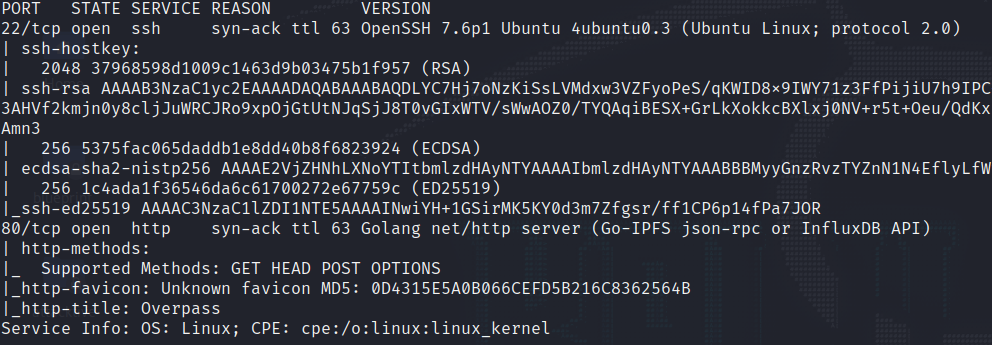 PORT   STATE SERVICE REASON         VERSION
22/tcp open  ssh     syn-ack ttl 63 OpenSSH 7.6p1 Ubuntu 4ubuntu0.3 (Ubuntu Linux; protocol 2.0)
| ssh-hostkey:
|   2048 37968598d1009c1463d9b03475b1f957 (RSA)
| ssh-rsa AAAAB3NzaC1yc2EAAAADAQABAAABAQDLYC7Hj7oNzKiSsLVMdxw3VZFyoPeS/qKWID8×9IWY71z3FfPijiU7h9IPC
3AHVf2kmjn0y8cljJuWRCJRo9xpOjGtUtNJqSjJ8T0vGIxWTV/sWwAOZ0/TYQAqiBESX+GrLkXokkcBXlxj0NV+r5t+Oeu/QdKx
Amn3
|   256 5375fac065daddb1e8dd40b8f6823924 (ECDSA)
| ecdsa-sha2-nistp256 AAAAE2VjZHNhLXNoYTItbmlzdHAyNTYAAAAIbmlzdHAyNTYAAABBBMyyGnzRvzTYZnN1N4EflyLfW
|   256 1c4ada1f36546da6c61700272e67759c (ED25519)
|_ssh-ed25519 AAAAC3NzaC1lZDI1NTE5AAAAINwiYH+1GSirMK5KY0d3m7Zfgsr/ff1CP6p14fPa7JOR
80/tcp open  http    syn-ack ttl 63 Golang net/http server (Go-IPFS json-rpc or InfluxDB API)
| http-methods:
|_  Supported Methods: GET HEAD POST OPTIONS
|_http-favicon: Unknown favicon MD5: 0D4315E5A0B066CEFD5B216C8362564B
|_http-title: Overpass
Service Info: OS: Linux; CPE: cpe:/o:linux:linux_kernel